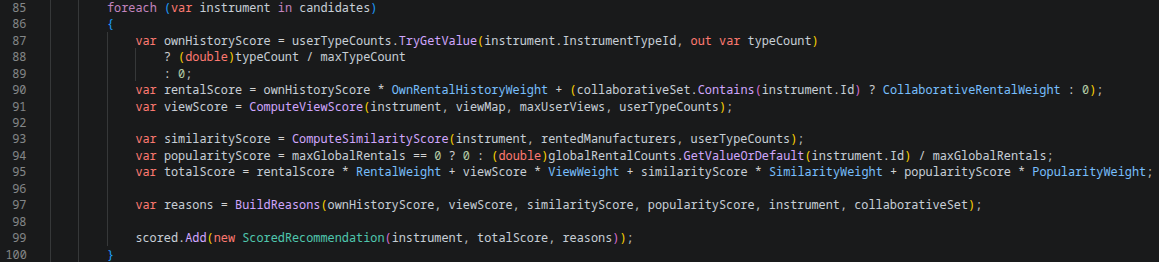 85 foreach (var instrument in candidates)
86 {
87 var ownHistoryScore = userTypeCounts.TryGetValue(instrument.InstrumentTypeId, out var typeCount)
88 ? (double)typeCount / maxTypeCount
89 : 0;
90 var rentalScore = ownHistoryScore * OwnRentalHistoryWeight + (collaborativeSet.Contains(instrument.Id) ? CollaborativeRentalWeight : 0);
91 var viewScore = ComputeViewScore(instrument, viewMap, maxUserViews, userTypeCounts);
92
93 var similarityScore = ComputeSimilarityScore(instrument, rentedManufacturers, userTypeCounts);
94 var popularityScore = maxGlobalRentals == 0 ? 0 : (double)globalRentalCounts.GetValueOrDefault(instrument.Id) / maxGlobalRentals;
95 var totalScore = rentalScore * RentalWeight + viewScore * ViewWeight + similarityScore * SimilarityWeight + popularityScore * PopularityWeight;
96
97 var reasons = BuildReasons(ownHistoryScore, viewScore, similarityScore, popularityScore, instrument, collaborativeSet);
98
99 scored.Add(new ScoredRecommendation(instrument, totalScore, reasons));
100 }